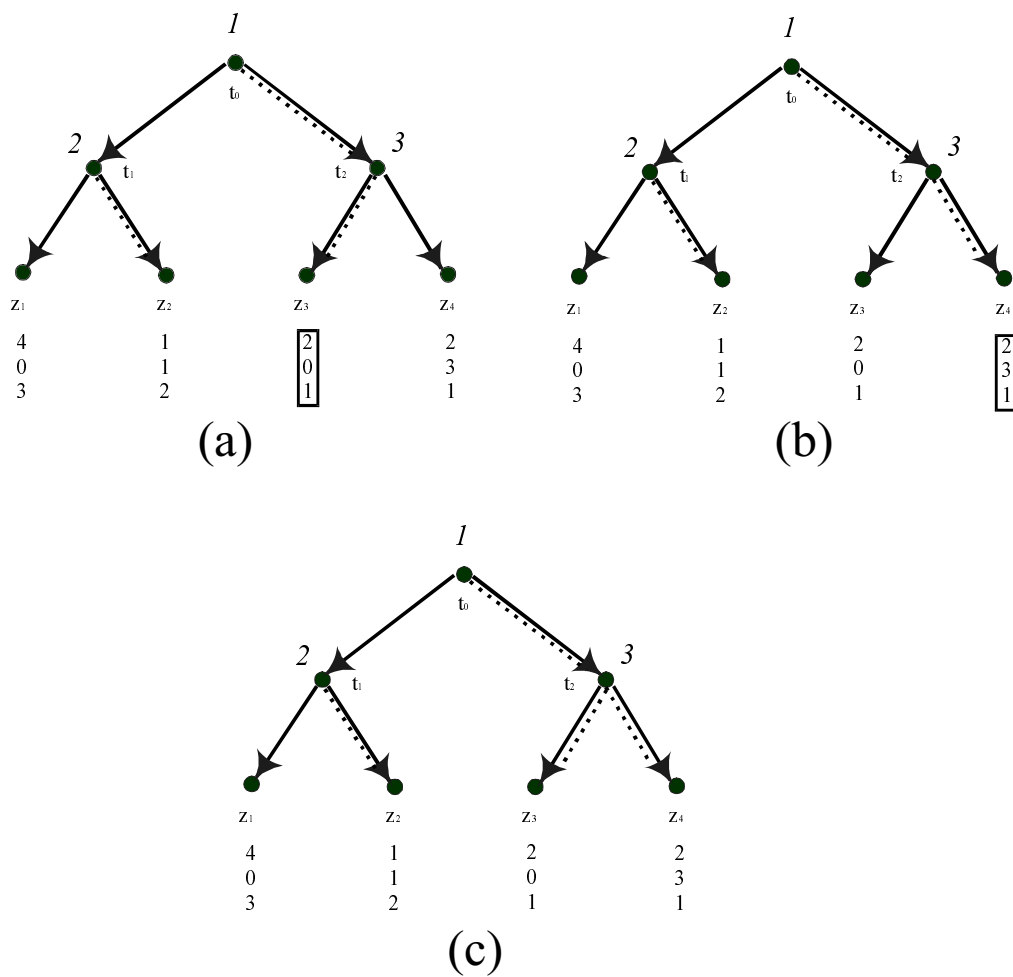 1
1
t₀
t₀
2
3
2
3
t₁
t₂
t₁
t₂
z₁ z₂ z₃ z₄
z₁ z₂ z₃ z₄
4 1 2 2
4 1 2 2
0 1 0 3
0 1 0 3
3 2 1 1
3 2 1 1
(a)
(b)
1
t₀
2
3
t₁
t₂
z₁ z₂ z₃ z₄
4 1 2 2
0 1 0 3
3 2 1 1
(c)